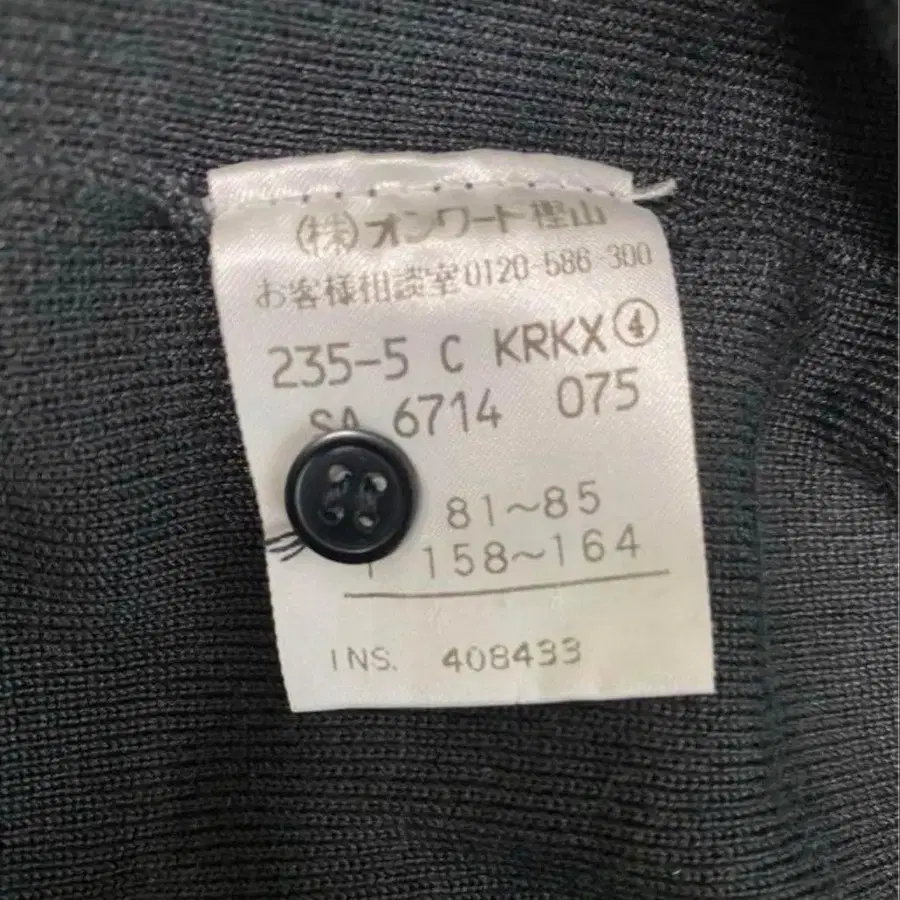 (株)オンワード樫山
お客様相談室0120-586-300
235-5 C KRKX④
SA 6714 075
81~85
158~164
INS. 408433